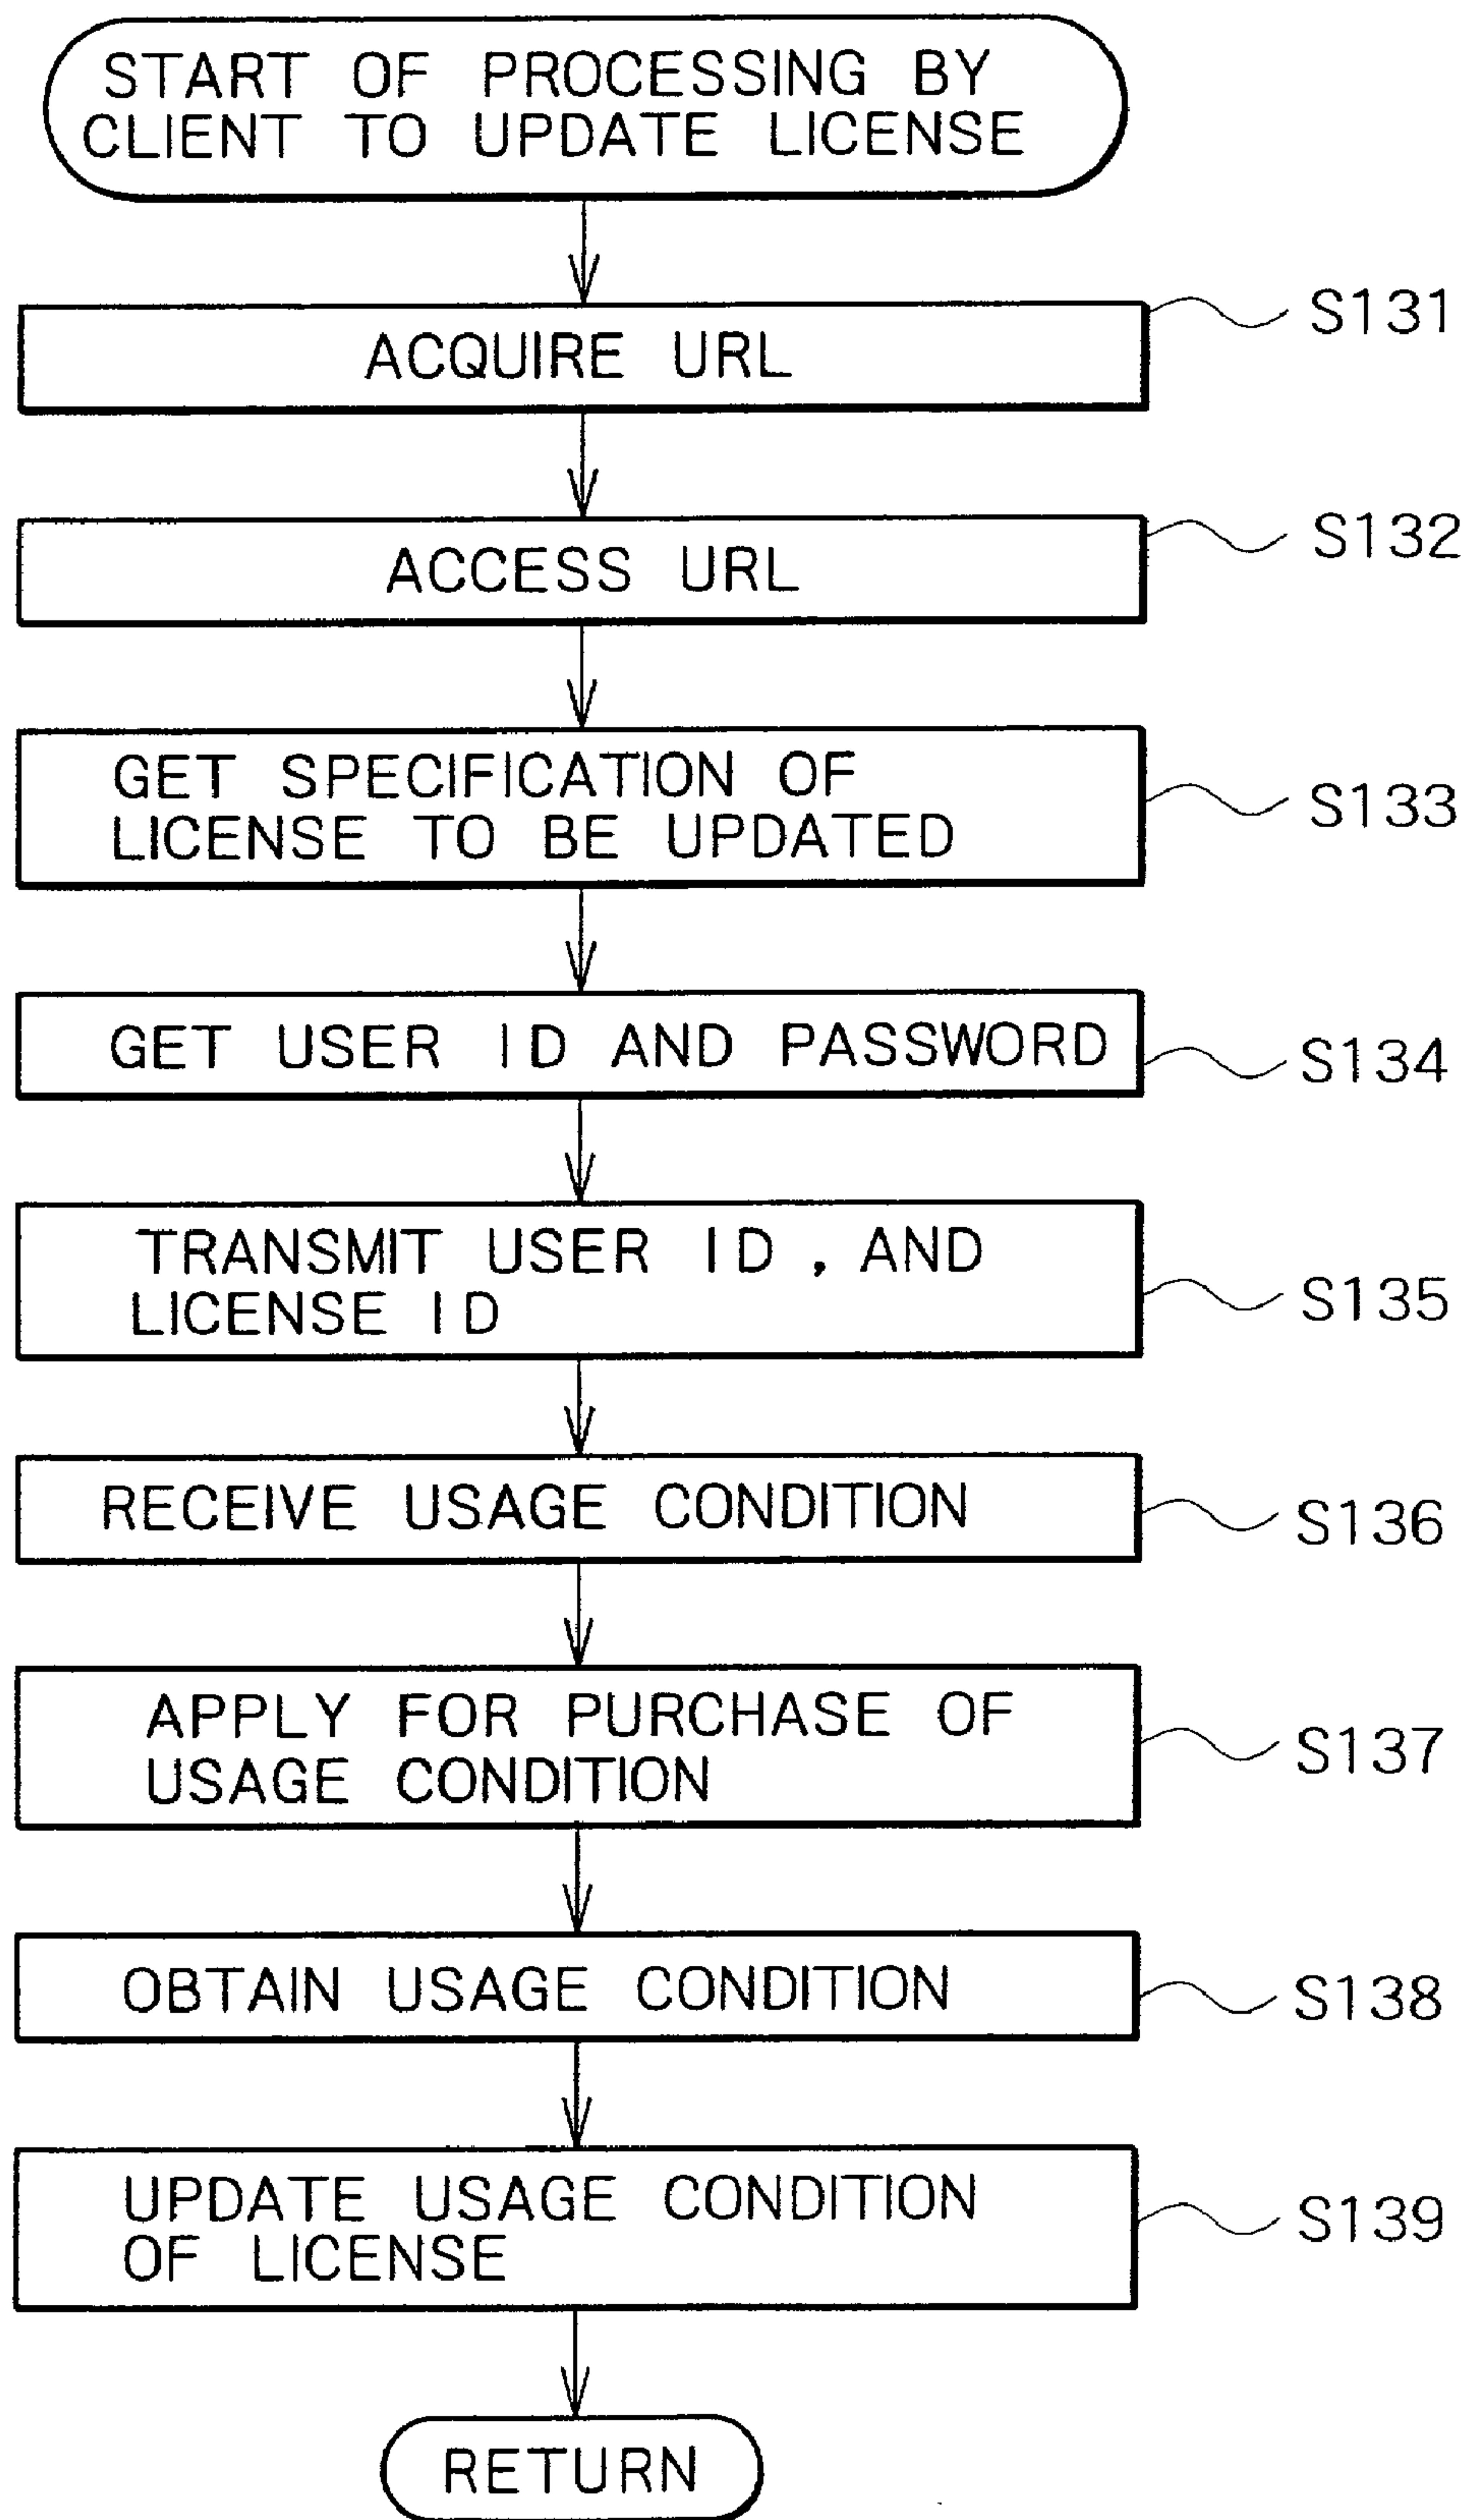 START OF PROCESSING BY
CLIENT TO UPDATE LICENSE
ACQUIRE URL
S131
ACCESS URL
S132
GET SPECIFICATION OF
LICENSE TO BE UPDATED
S133
GET USER ID AND PASSWORD
S134
TRANSMIT USER ID, AND
LICENSE ID
S135
RECEIVE USAGE CONDITION
S136
APPLY FOR PURCHASE OF
USAGE CONDITION
S137
OBTAIN USAGE CONDITION
S138
UPDATE USAGE CONDITION
OF LICENSE
S139
RETURN